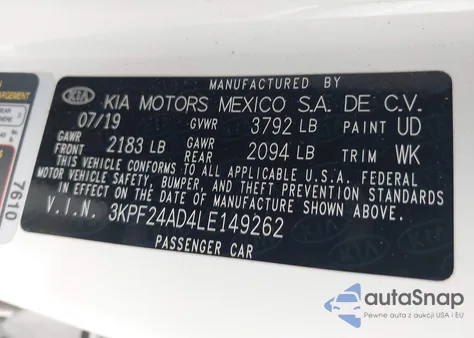 MANUFACTURED BY
KIA KIA MOTORS MEXICO S.A. DE C.V.
07/19 GVWR 3792 LB PAINT UD
GAWR FRONT 2183 LB GAWR REAR 2094 LB TRIM WK
THIS VEHICLE CONFORMS TO ALL APPLICABLE U.S.A. FEDERAL
MOTOR VEHICLE SAFETY, BUMPER, AND THEFT PREVENTION STANDARDS
IN EFFECT ON THE DATE OF MANUFACTURE SHOWN ABOVE.
V.I.N. 3KPF24AD4LE149262
PASSENGER CAR
7610
autaSnap
Pewne auta z aukcji USA i EU